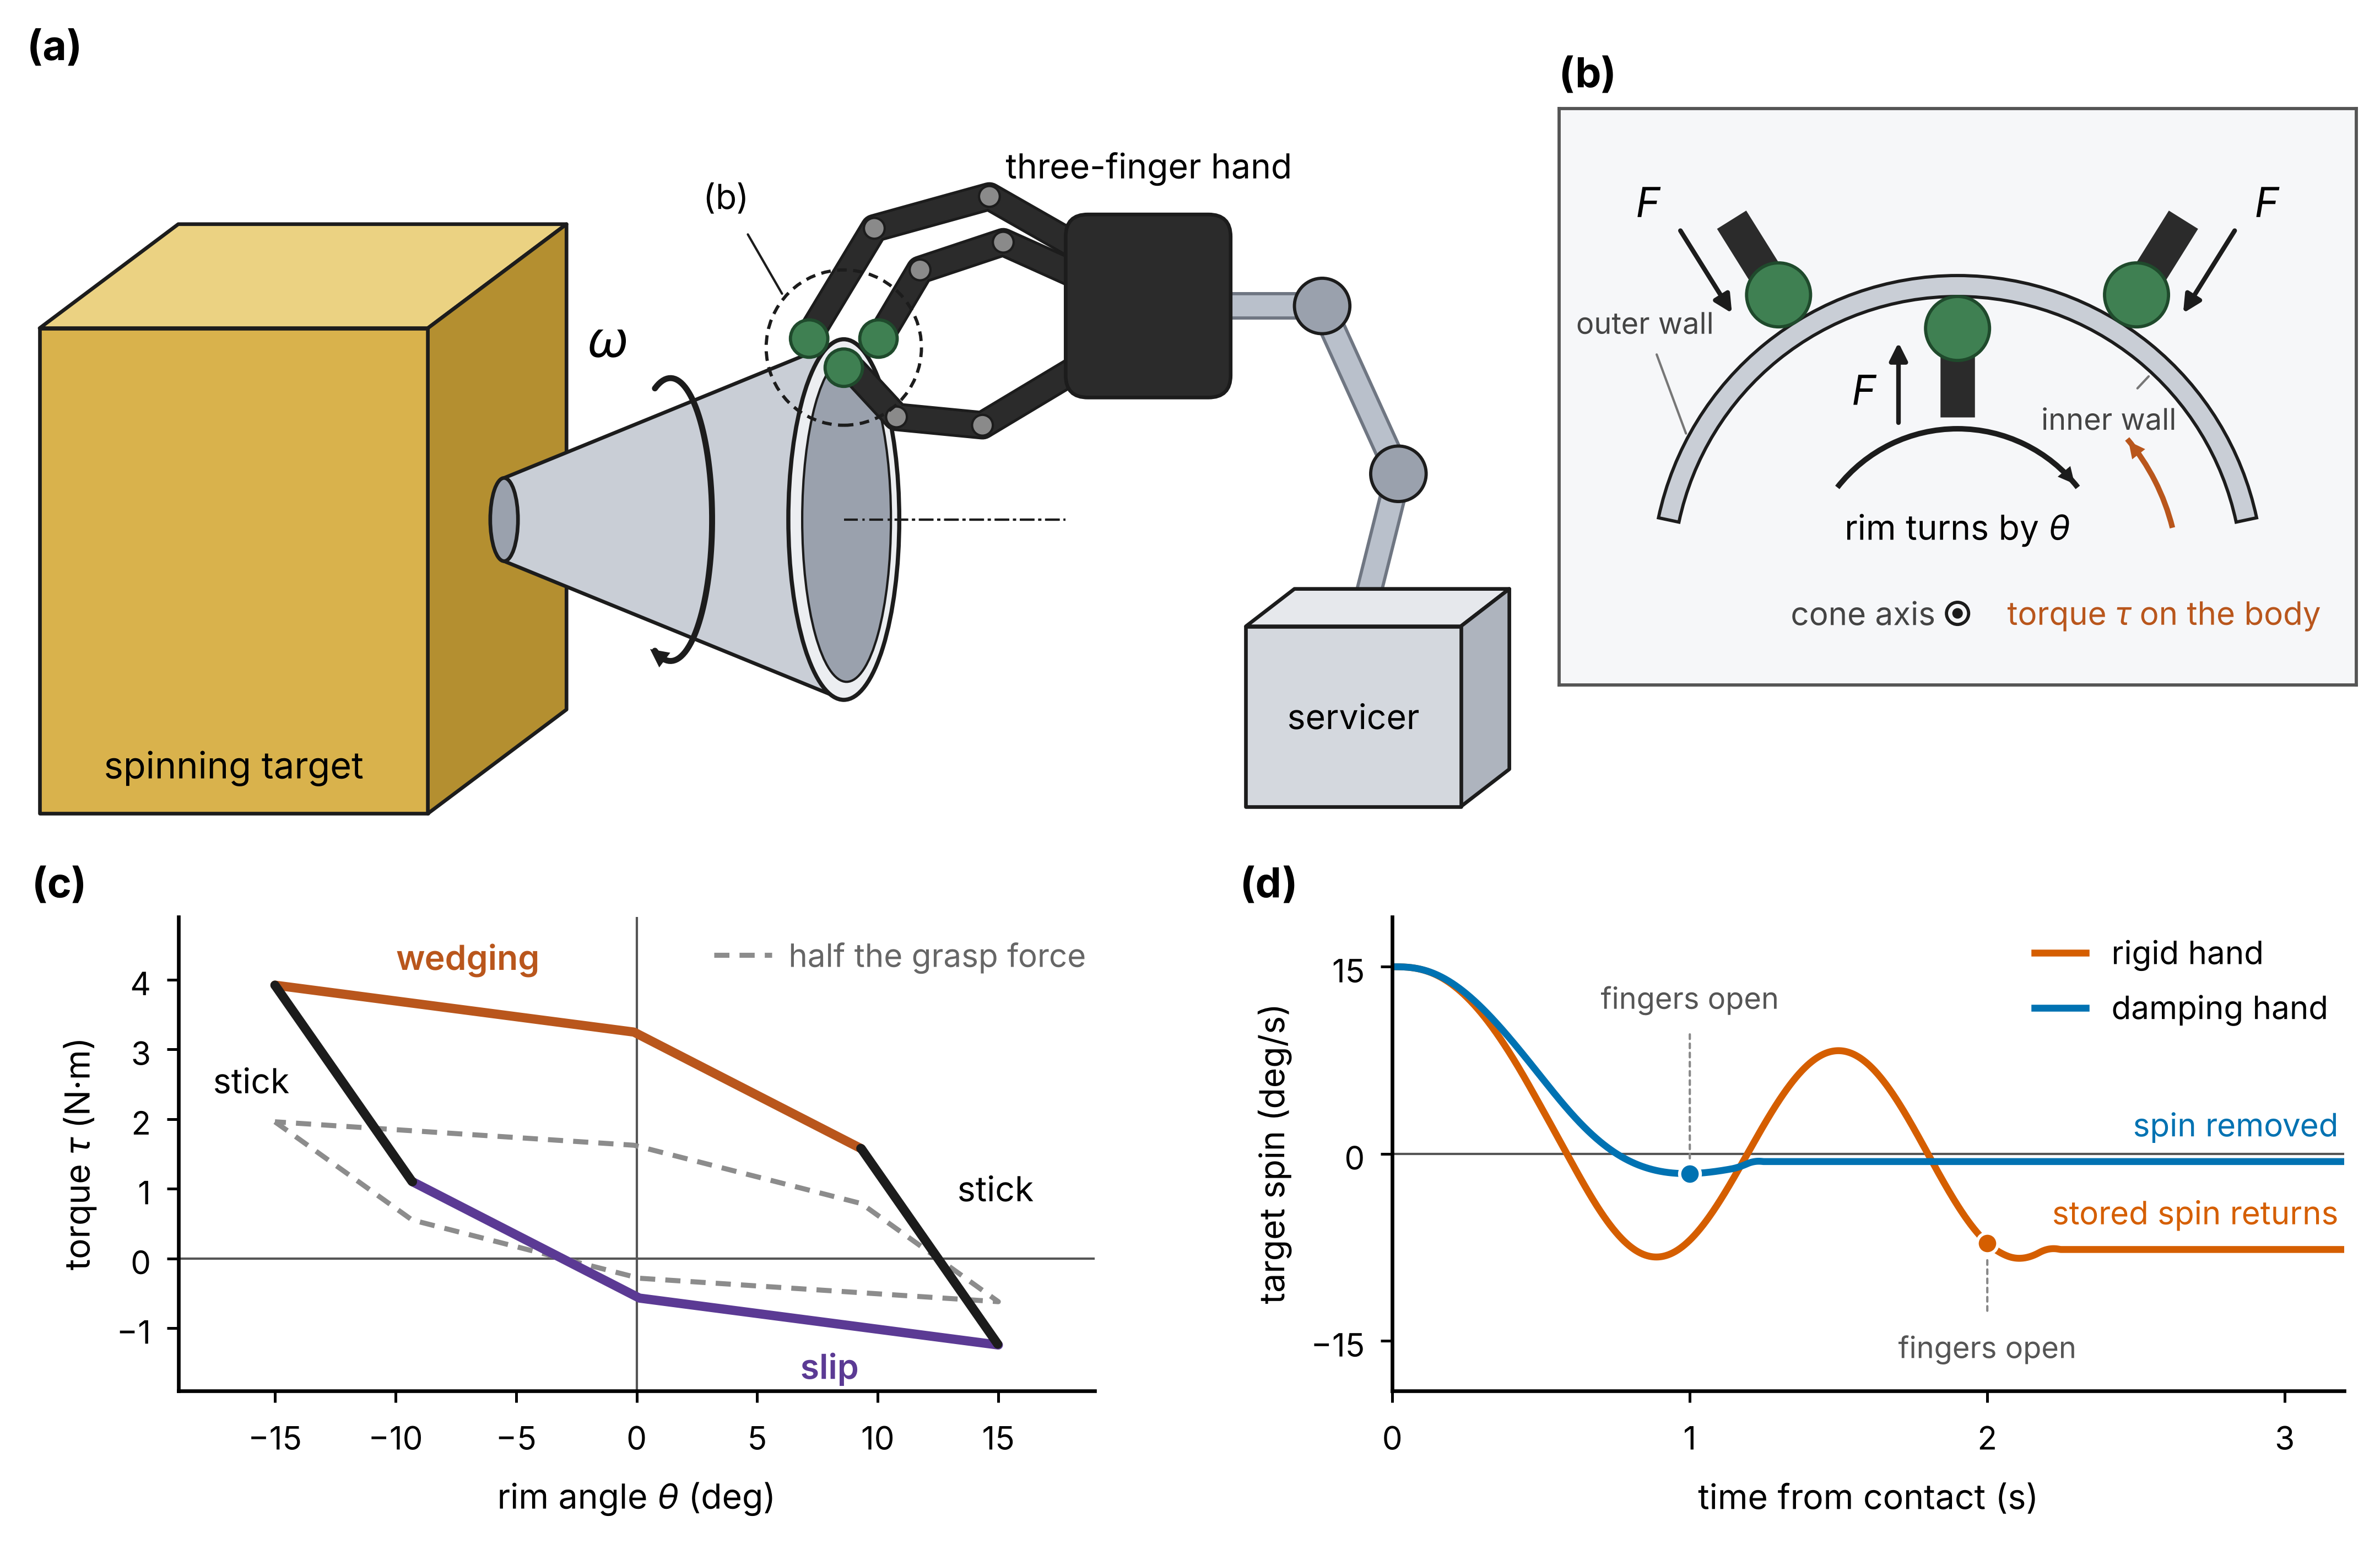 (a)
(b)
three-finger hand
ω
spinning target
servicer
(b)
F
F
outer wall
F
inner wall
rim turns by θ
cone axis
torque τ on the body
(c)
wedging
half the grasp force
stick
stick
slip
4
3
2
1
0
−1
torque τ (N·m)
−15
−10
−5
0
5
10
15
rim angle θ (deg)
(d)
rigid hand
damping hand
fingers open
spin removed
stored spin returns
fingers open
15
0
−15
target spin (deg/s)
0
1
2
3
time from contact (s)